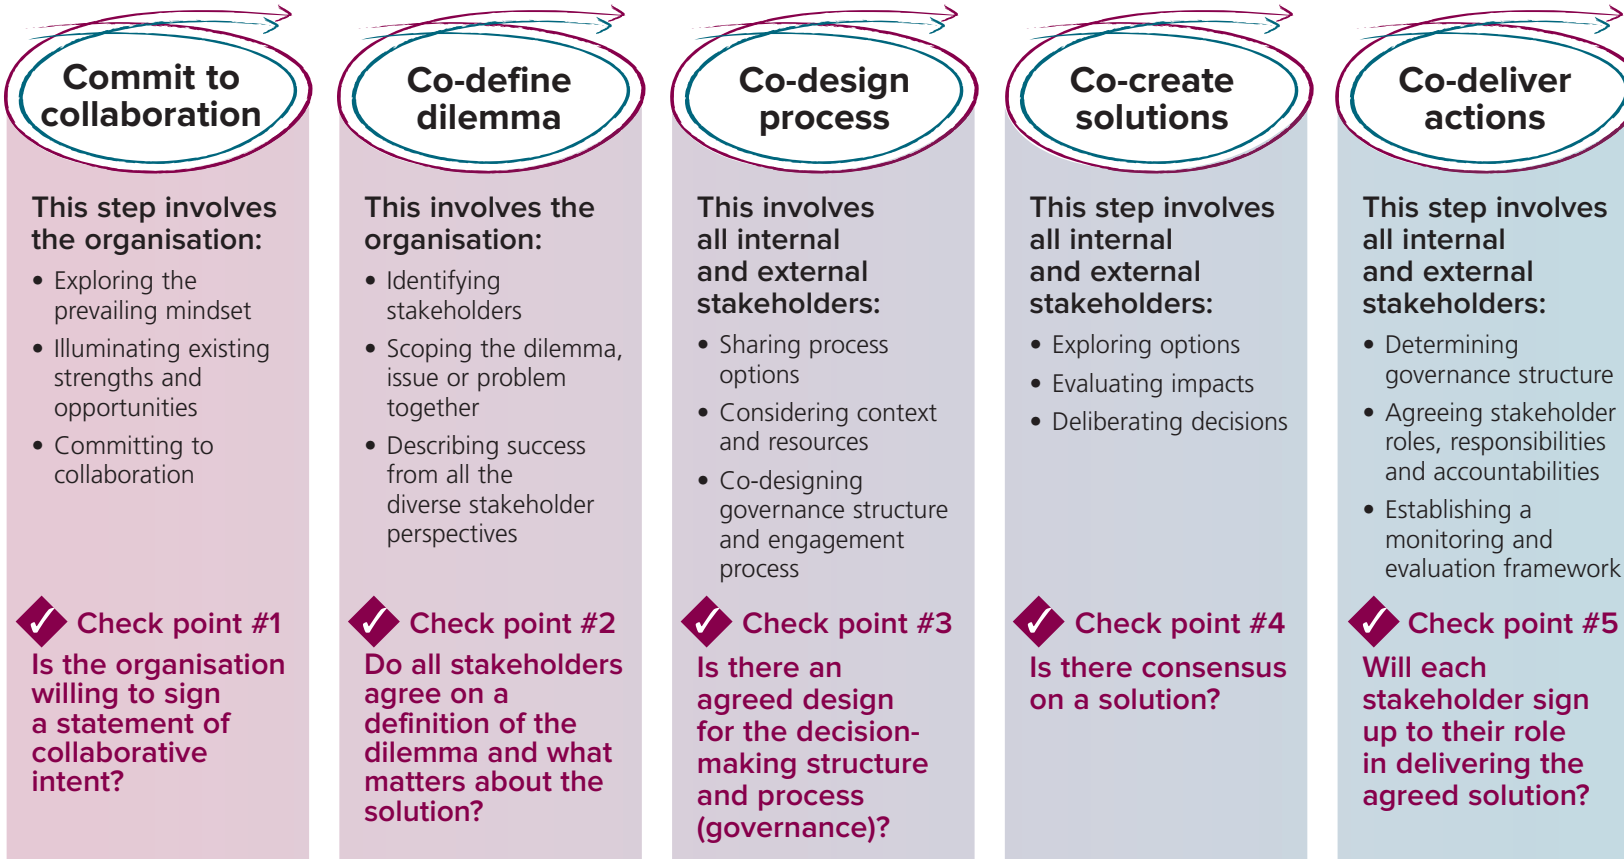 Commit to
collaboration
This step involves
the organisation:
• Exploring the
prevailing mindset
• Illuminating existing
strengths and
opportunities
• Committing to
collaboration
Check point #1
Is the organisation
willing to sign
a statement of
collaborative
intent?
Co-define
dilemma
This involves the
organisation:
• Identifying
stakeholders
• Scoping the dilemma,
issue or problem
together
• Describing success
from all the
diverse stakeholder
perspectives
Check point #2
Do all stakeholders
agree on a
definition of the
dilemma and what
matters about the
solution?
Co-design
process
This involves
all internal
and external
stakeholders:
• Sharing process
options
• Considering context
and resources
• Co-designing
governance structure
and engagement
process
Check point #3
Is there an
agreed design
for the decision-
making structure
and process
(governance)?
Co-create
solutions
This step involves
all internal
and external
stakeholders:
• Exploring options
• Evaluating impacts
• Deliberating decisions
Check point #4
Is there consensus
on a solution?
Co-deliver
actions
This step involves
all internal
and external
stakeholders:
• Determining
governance structure
• Agreeing stakeholder
roles, responsibilities
and accountabilities
• Establishing a
monitoring and
evaluation framework
Check point #5
Will each
stakeholder sign
up to their role
in delivering the
agreed solution?